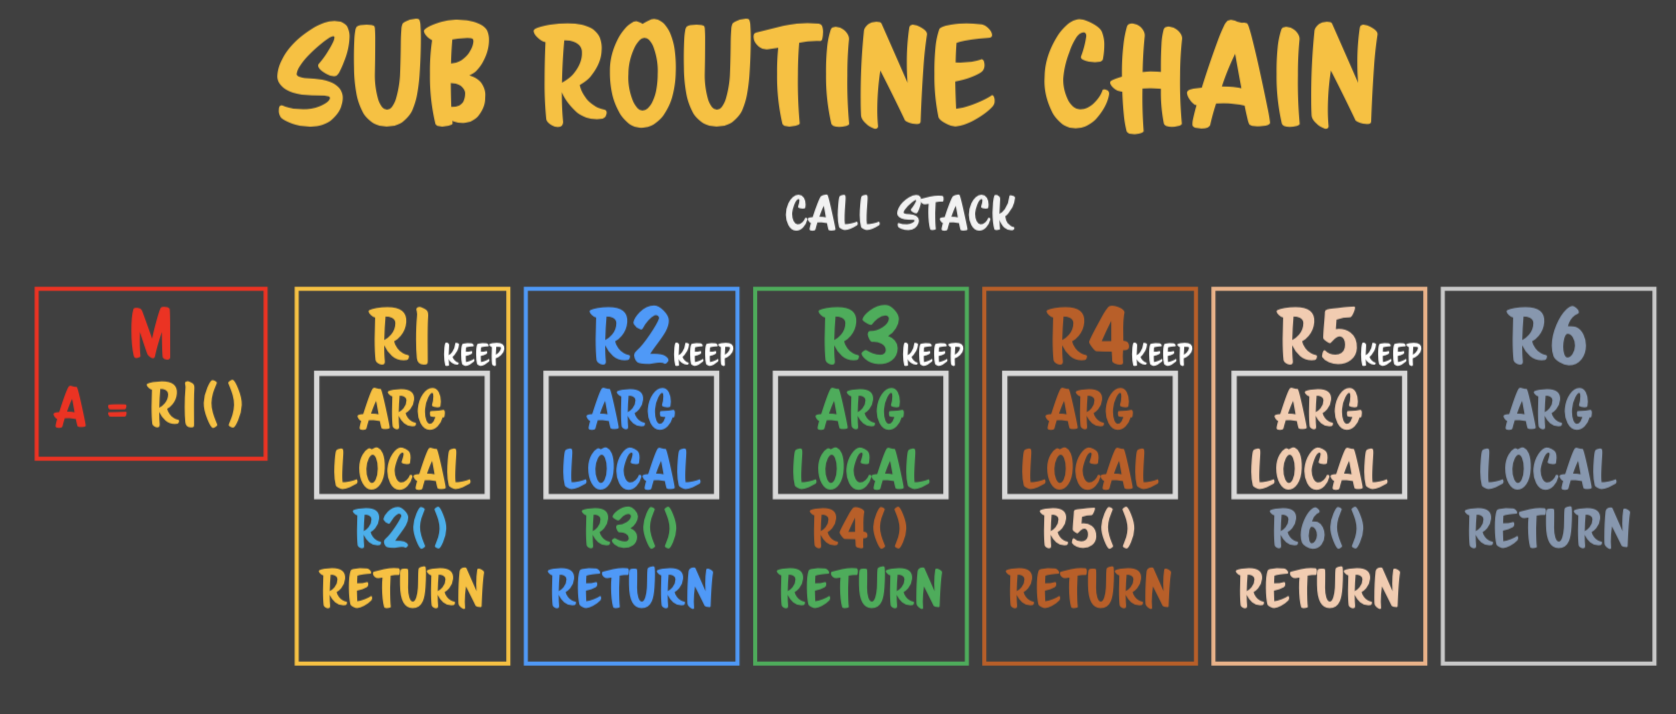 SUB ROUTINE CHAIN
CALL STACK
M
A = R1()
R1 KEEP
ARG
LOCAL
R2()
RETURN
R2 KEEP
ARG
LOCAL
R3()
RETURN
R3 KEEP
ARG
LOCAL
R4()
RETURN
R4 KEEP
ARG
LOCAL
R5()
RETURN
R5 KEEP
ARG
LOCAL
R6()
RETURN
R6
ARG
LOCAL
RETURN